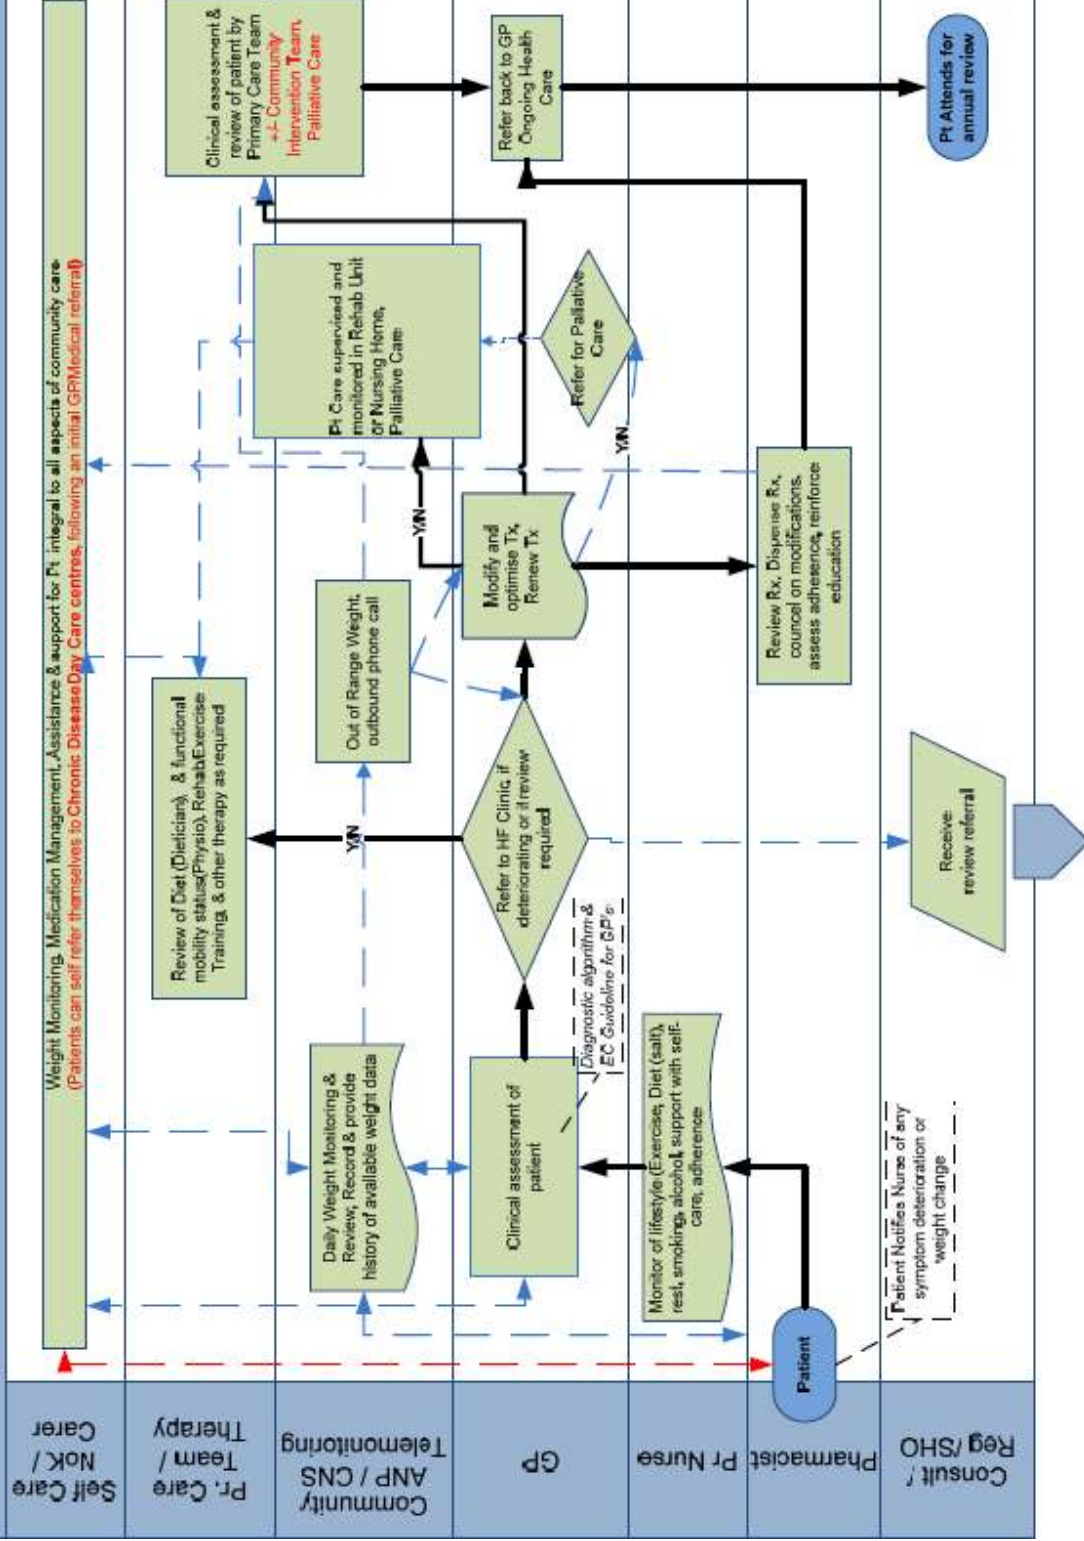 Self Care
NoK /
Carer
Weight Monitoring, Medication Management, Assistance & support for Pt integral to all aspects of community care
(Patients can self refer themselves to Chronic Disease Day Care centres, following an initial GP/Medical referral)
Pr. Care
Team /
Therapy
Review of Diet (Dietician), & functional
mobility status(Physio), Rehab/Exercise
Training, & other therapy as required
Clinical assessment &
review of patient by
Primary Care Team
+/- Community
Intervention Team,
Palliative Care
Community
ANP / CNS
Telemonitoring
Daily Weight Monitoring &
Review, Record & provide
history of available weight data
Y/N
Out of Range Weight,
outbound phone call
Y/N
Pt Care supervised and
monitored in Rehab Unit
or Nursing Home,
Palliative Care
GP
Clinical assessment of
patient
Diagnostic algorithm &
EC Guideline for GP's
Refer to HF Clinic, if
deteriorating or if review
required
Modify and
optimise Tx,
Renew Tx
Y/N
Refer for Palliative
Care
Refer back to GP
Ongoing Health
Care
Pr Nurse
Monitor of lifestyle (Exercise, Diet (salt),
rest, smoking, alcohol, support with self-
care, adherence
Pharmacist
Patient
Review Rx, Dispense Rx,
councel on modifications,
assess adhesence, reinforce
education
Consult /
Reg/SHO
Patient Notifies Nurse of any
symptom deterioration or
weight change
Receive
review referral
Pt Attends for
annual review